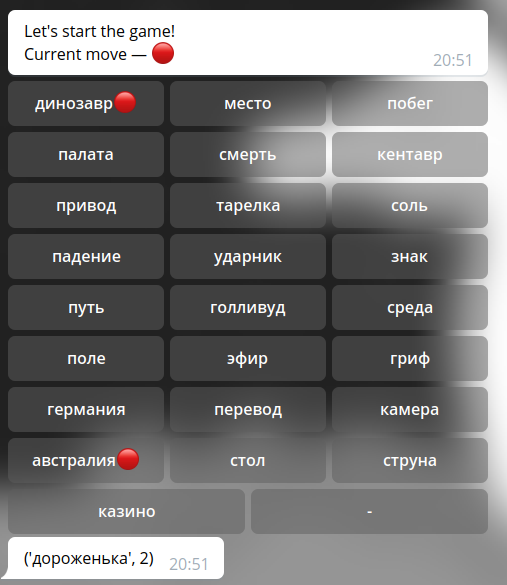 Let's start the game!
Current move — 🔴
20:51
динозавр🔴 место побег
палата смерть кентавр
привод тарелка соль
падение ударник знак
путь голливуд среда
поле эфир гриф
германия перевод камера
австралия🔴 стол струна
казино -
('дороженька', 2) 20:51